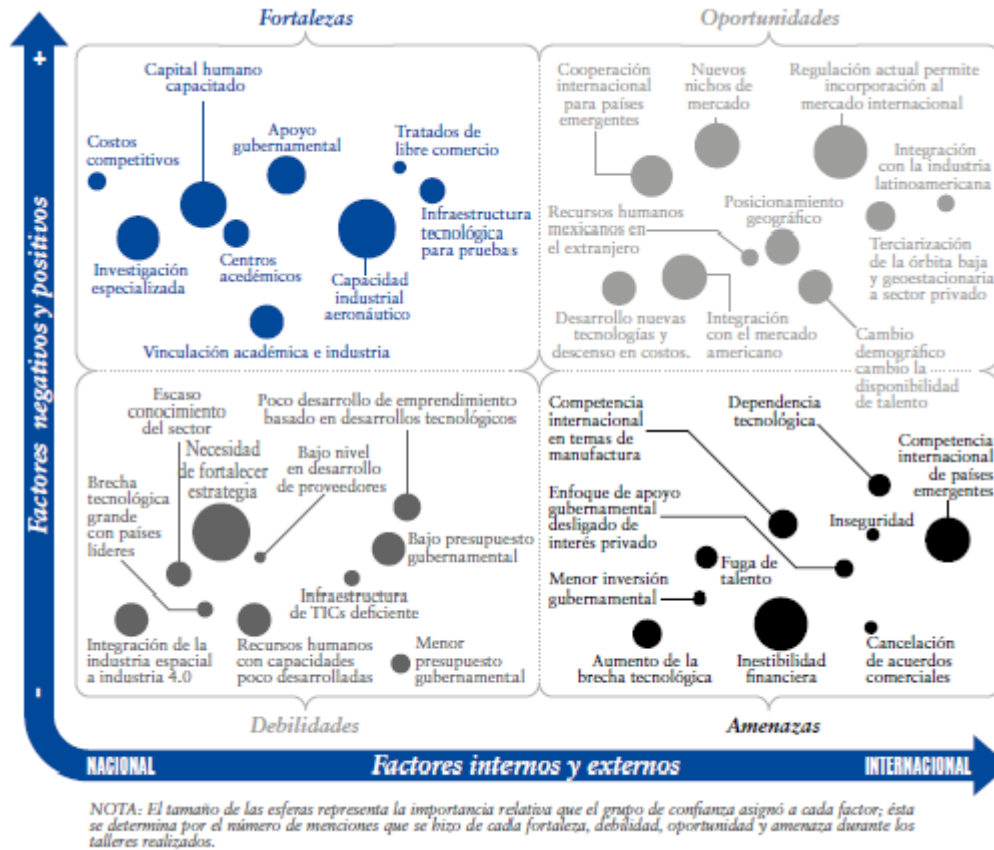 Fortalezas
Oportunidades
+
Factores negativos y positivos
-
Capital humano
capacitado
Costos
competitivos
Apoyo
gubernamental
Tratados de
libre comercio
Investigación
especializada
Centros
acedémicos
Infraestructura
tecnológica
para pruebas
Capacidad
industrial
aeronáutico
Vinculación académica e industria
Cooperación
internacional
para países
emergentes
Nuevos
nichos de
mercado
Regulación actual permite
incorporación al
mercado internacional
Integración
con la industria
latinoamericana
Recursos humanos
mexicanos en
el extranjero
Posicionamiento
geográfico
Terciarización
de la órbita baja
y geoestacionaria
a sector privado
Desarrollo nuevas
tecnologías y
descenso en costos.
Integración
con el mercado
americano
Cambio
demográfico
cambio la
disponibilidad
de talento
Escaso
conocimiento
del sector
Poco desarrollo de emprendimiento
basado en desarrollos tecnológicos
Necesidad
de fortalecer
estrategia
Bajo nivel
en desarrollo
de proveedores
Brecha
tecnológica
grande
con países
líderes
Bajo presupuesto
gubernamental
Infraestructura
de TICs deficiente
Integración de la
industria espacial
a industria 4.0
Recursos humanos
con capacidades
poco desarrolladas
Menor
presupuesto
gubernamental
Competencia
internacional
en temas de
manufactura
Dependencia
tecnológica
Competencia
internacional
de países
emergentes
Enfoque de apoyo
gubernamental
desligado de
interés privado
Inseguridad
Fuga de
talento
Menor inversión
gubernamental
Aumento de la
brecha tecnológica
Inestibilidad
financiera
Cancelación
de acuerdos
comerciales
Debilidades
Amenazas
NACIONAL
Factores internos y externos
INTERNACIONAL
NOTA: El tamaño de las esferas representa la importancia relativa que el grupo de confianza asignó a cada factor; ésta
se determina por el número de menciones que se hizo de cada fortaleza, debilidad, oportunidad y amenaza durante los
talleres realizados.